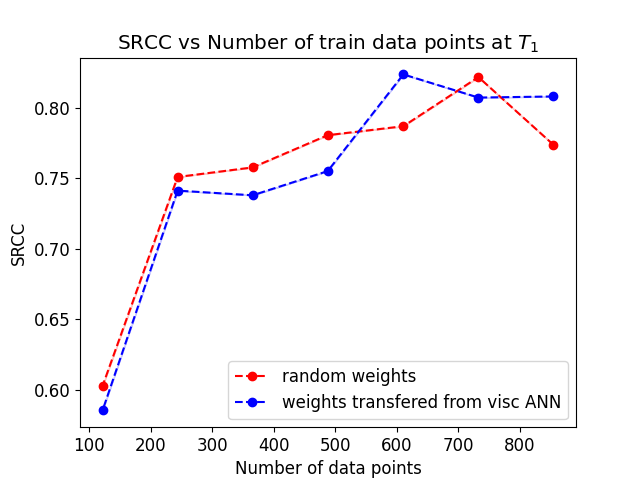 SRCC vs Number of train data points at T₁
0.80
0.75
0.70
0.65
0.60
SRCC
random weights
weights transfered from visc ANN
100 200 300 400 500 600 700 800
Number of data points